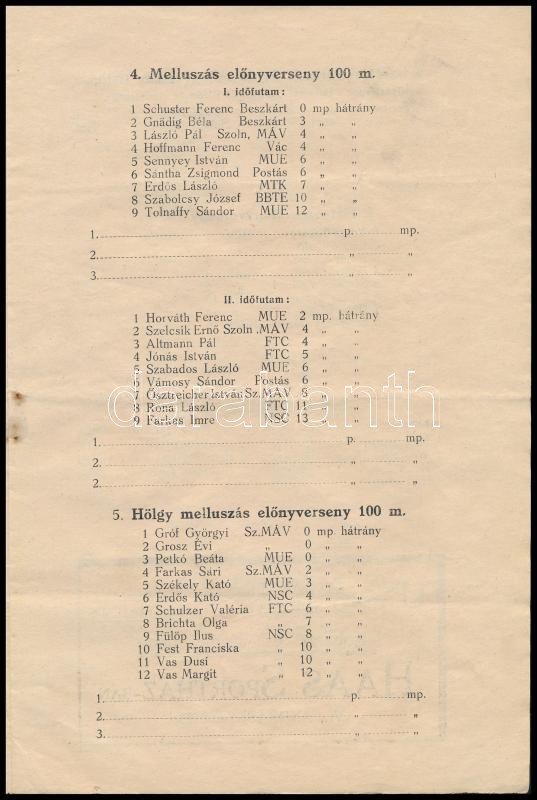 4. Melluszás előnyverseny 100 m.
I. időfutam:
1 Schuster Ferenc Beszkárt 0 mp hátrány
2 Gnädig Béla Beszkárt 3 „ „
3 László Pál Szoln, MÁV 4 „ „
4 Hoffmann Ferenc Vác 4 „ „
5 Sennyey István MUE 6 „ „
6 Sántha Zsigmond Postás 6 „ „
7 Erdős László MTK 7 „ „
8 Szabolcsy József BBTE 10 „ „
9 Tolnaffy Sándor MUE 12 „ „
1. p. mp.
2. „ „
3. „ „
II. időfutam:
1 Horváth Ferenc MUE 2 mp. hátrány
2 Szelcsik Ernő Szoln .MÁV 4 „ „
3 Altmann Pál FTC 4 „ „
4 Jónás István FTC 5 „ „
5 Szabados László MUE 6 „ „
6 Vámosy Sándor Postás 6 „ „
7 Ösztreicher István Sz.MÁV 8 „ „
8 Róna László FTC 11 „ „
9 Farkes Imre NSC 13 „ „
1. p. mp.
2. „ „
2. „ „
5. Hölgy melluszás előnyverseny 100 m.
1 Gróf Györgyi Sz.MÁV 0 mp hátrány
2 Grosz Évi „ 0 „ „
3 Petkó Beáta MUE 0 „ „
4 Farkas Sári Sz.MÁV 2 „ „
5 Székely Kató MUE 3 „ „
6 Erdős Kató NSC 4 „ „
7 Schulzer Valéria FTC 6 „ „
8 Brichta Olga „ 7 „ „
9 Fülöp Ilus NSC 8 „ „
10 Fest Franciska „ 10 „ „
11 Vas Dusi „ 10 „ „
12 Vas Margit „ 12 „ „
1. p. mp.
2. „ „
3. „ „
darabanth